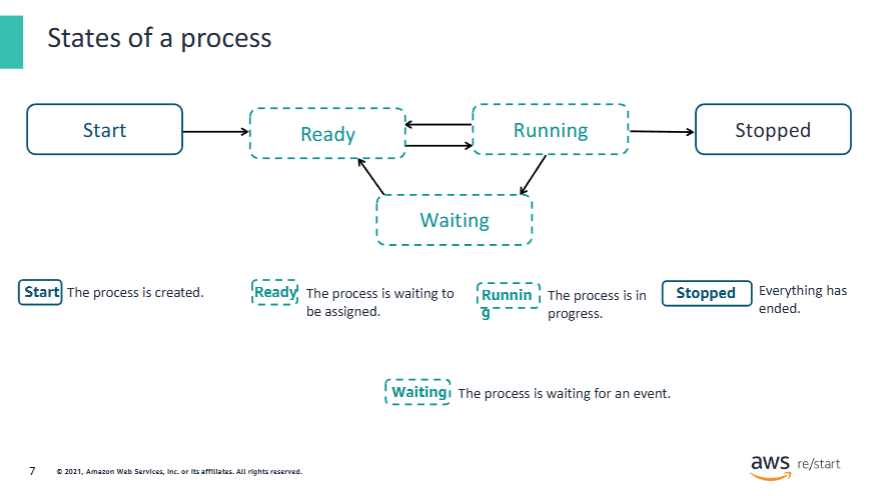 States of a process
Start
Ready
Running
Stopped
Waiting
Start The process is created.
Ready The process is waiting to
be assigned.
Runnin
g
The process is in
progress.
Stopped Everything has
ended.
Waiting The process is waiting for an event.
7 © 2021, Amazon Web Services, Inc. or its affiliates. All rights reserved.
aws re/start